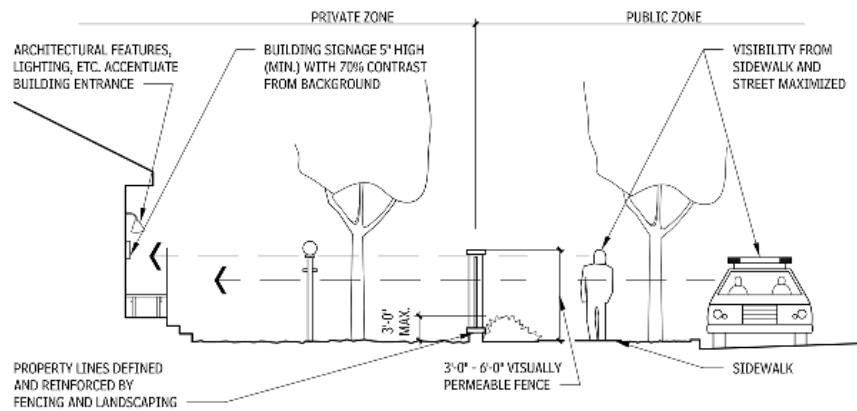 PRIVATE ZONE
PUBLIC ZONE
ARCHITECTURAL FEATURES,
LIGHTING, ETC. ACCENTUATE
BUILDING ENTRANCE
BUILDING SIGNAGE 5" HIGH
(MIN.) WITH 70% CONTRAST
FROM BACKGROUND
VISIBILITY FROM
SIDEWALK AND
STREET MAXIMIZED
3'-0"
MAX.
PROPERTY LINES DEFINED
AND REINFORCED BY
FENCING AND LANDSCAPING
3'-0" - 6'-0" VISUALLY
PERMEABLE FENCE
SIDEWALK